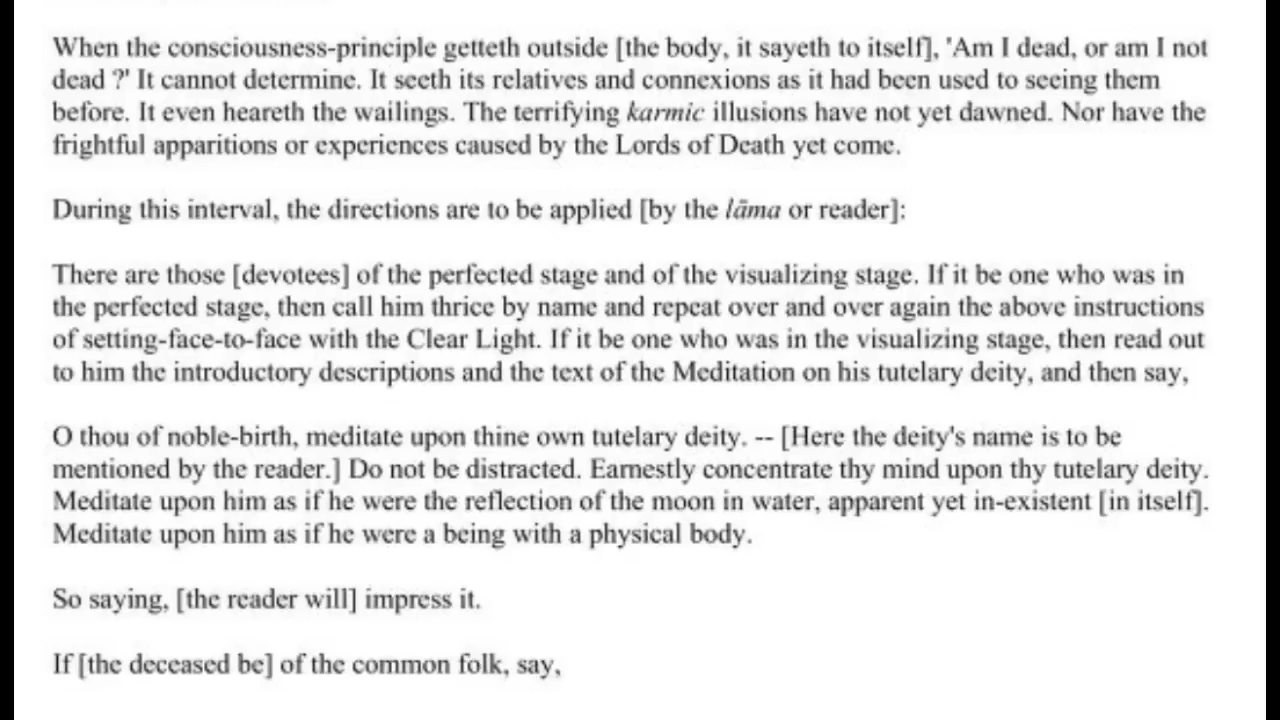 When the consciousness-principle getteth outside [the body, it sayeth to itself], 'Am I dead, or am I not
dead ?' It cannot determine. It seeth its relatives and connexions as it had been used to seeing them
before. It even heareth the wailings. The terrifying karmic illusions have not yet dawned. Nor have the
frightful apparitions or experiences caused by the Lords of Death yet come.
During this interval, the directions are to be applied [by the lāma or reader]:
There are those [devotees] of the perfected stage and of the visualizing stage. If it be one who was in
the perfected stage, then call him thrice by name and repeat over and over again the above instructions
of setting-face-to-face with the Clear Light. If it be one who was in the visualizing stage, then read out
to him the introductory descriptions and the text of the Meditation on his tutelary deity, and then say,
O thou of noble-birth, meditate upon thine own tutelary deity. -- [Here the deity's name is to be
mentioned by the reader.] Do not be distracted. Earnestly concentrate thy mind upon thy tutelary deity.
Meditate upon him as if he were the reflection of the moon in water, apparent yet in-existent [in itself].
Meditate upon him as if he were a being with a physical body.
So saying, [the reader will] impress it.
If [the deceased be] of the common folk, say,